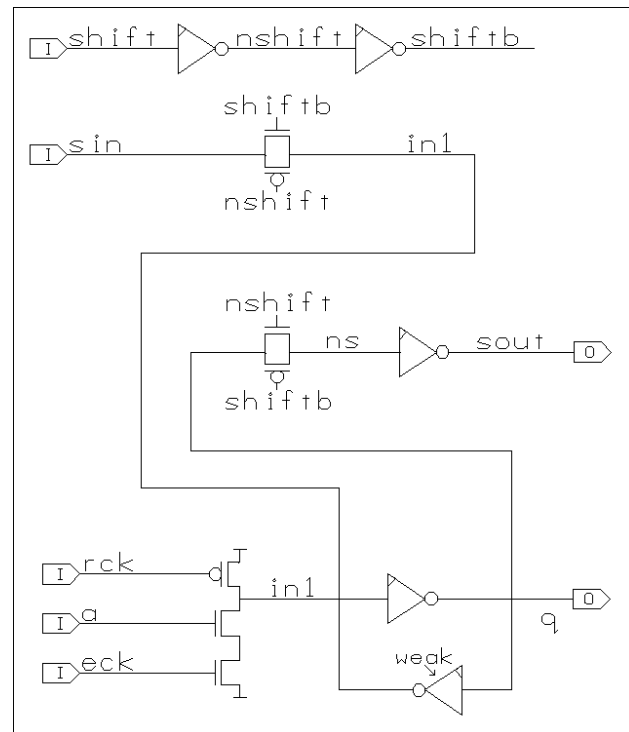 I shift nshift shiftb
shiftb
I sin in1
nshift
nshift
ns sout O
shiftb
I rck
in1
I a
O
q
I eck
weak